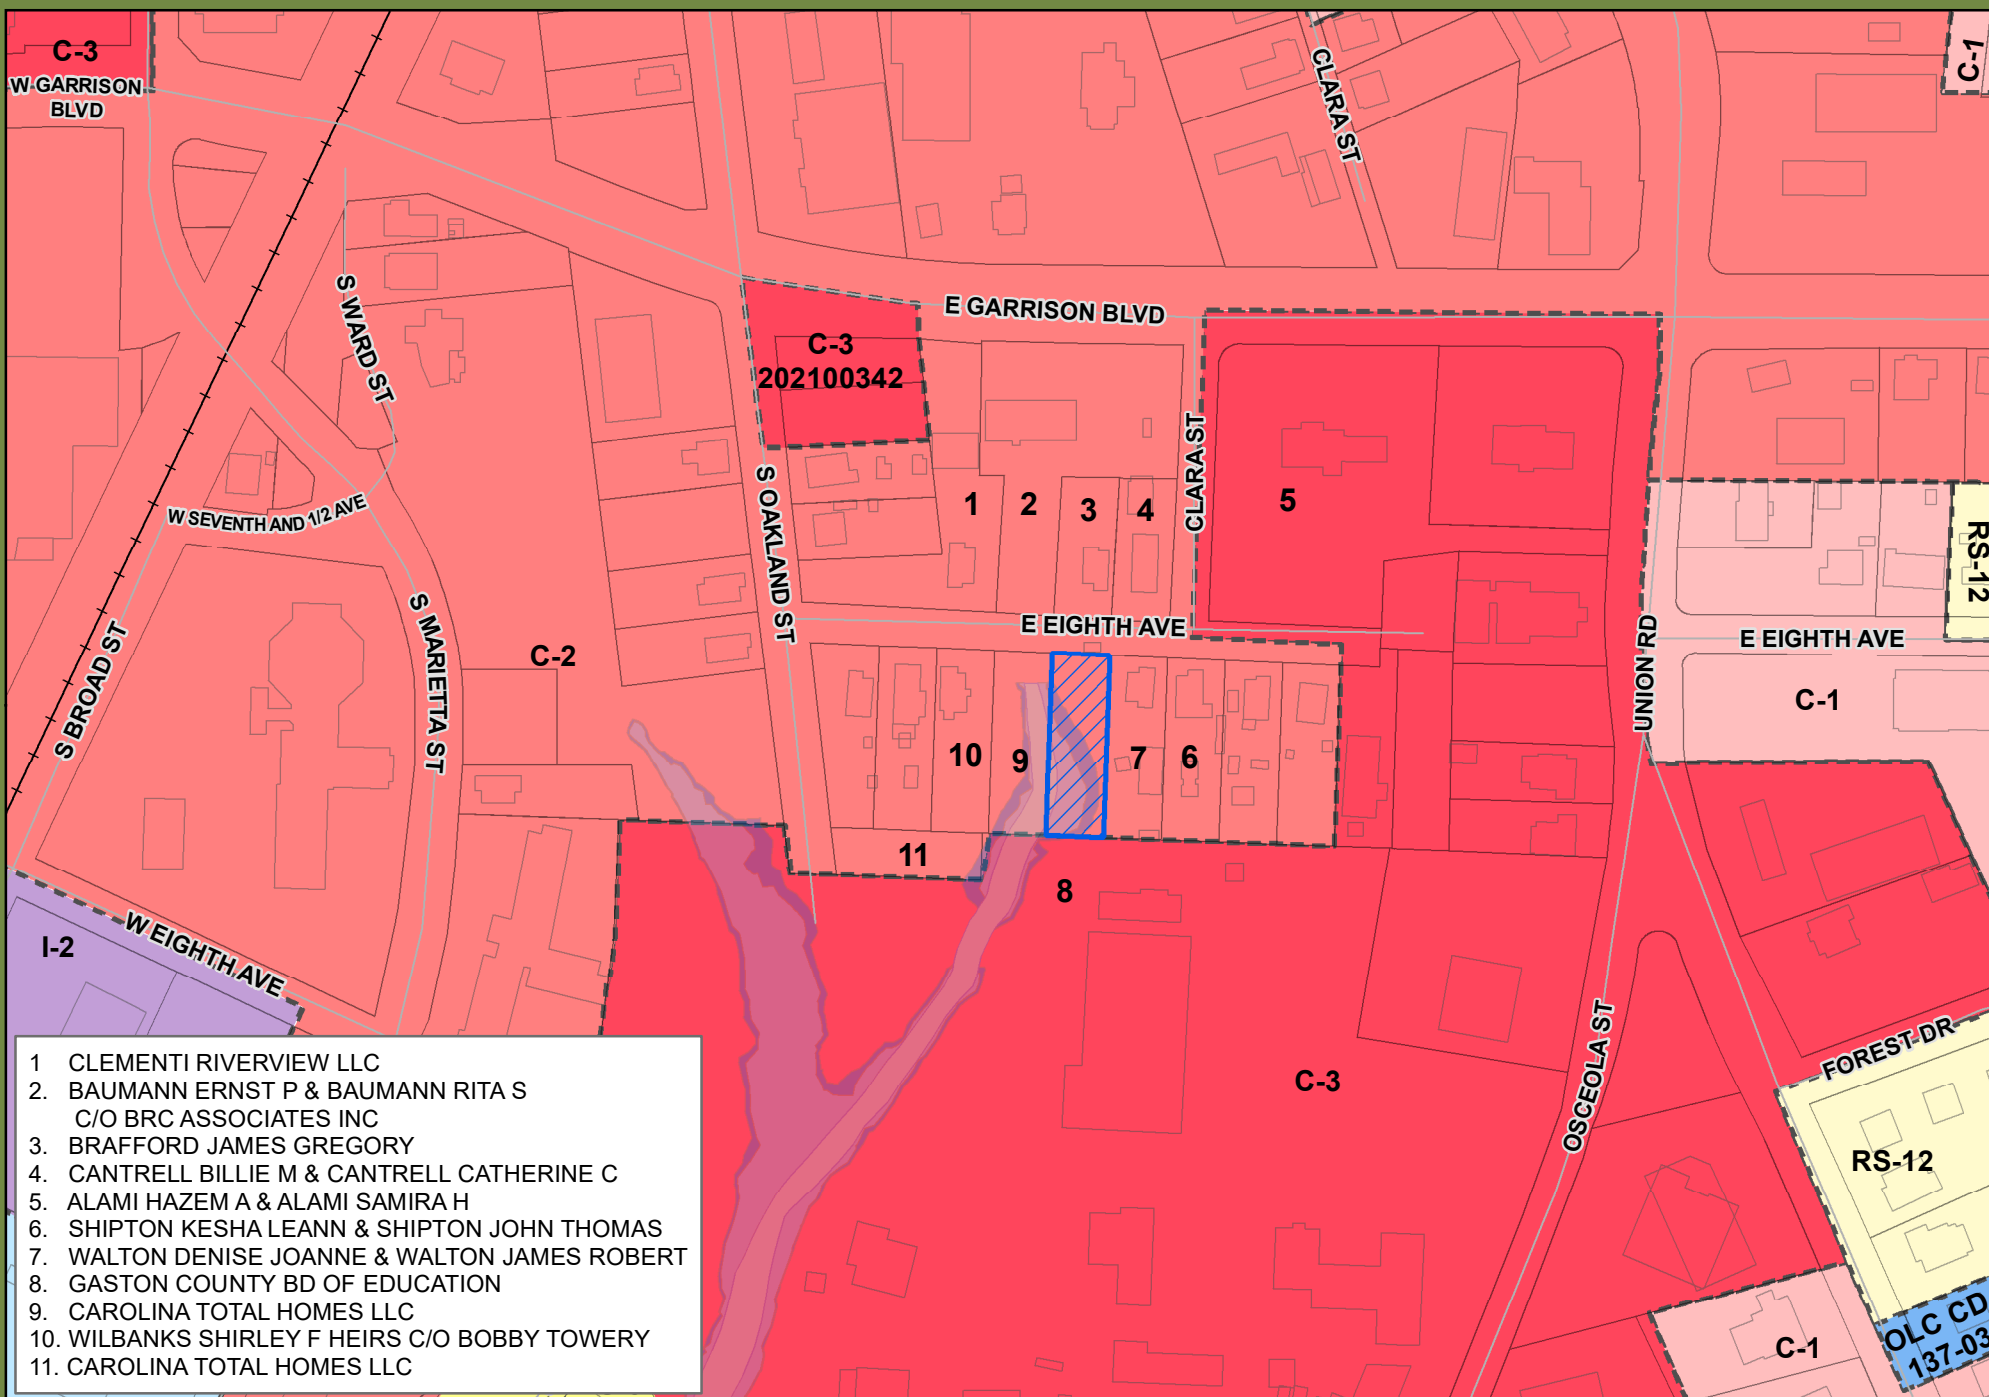 C-3
W GARRISON
BLVD
CLARA ST
C-1
S WARD ST
E GARRISON BLVD
C-3
202100342
CLARA ST
S OAKLAND ST
1
2
3
4
5
W SEVENTH AND 1/2 AVE
RS-12
S MARIETTA ST
E EIGHTH AVE
E EIGHTH AVE
S BROAD ST
C-2
UNION RD
C-1
10
9
7
6
11
8
W EIGHTH AVE
I-2
C-3
OSCEOLA ST
FOREST DR
RS-12
C-1
OLC CD
137-03
1 CLEMENTI RIVERVIEW LLC
2. BAUMANN ERNST P & BAUMANN RITA S
C/O BRC ASSOCIATES INC
3. BRAFFORD JAMES GREGORY
4. CANTRELL BILLIE M & CANTRELL CATHERINE C
5. ALAMI HAZEM A & ALAMI SAMIRA H
6. SHIPTON KESHA LEANN & SHIPTON JOHN THOMAS
7. WALTON DENISE JOANNE & WALTON JAMES ROBERT
8. GASTON COUNTY BD OF EDUCATION
9. CAROLINA TOTAL HOMES LLC
10. WILBANKS SHIRLEY F HEIRS C/O BOBBY TOWERY
11. CAROLINA TOTAL HOMES LLC